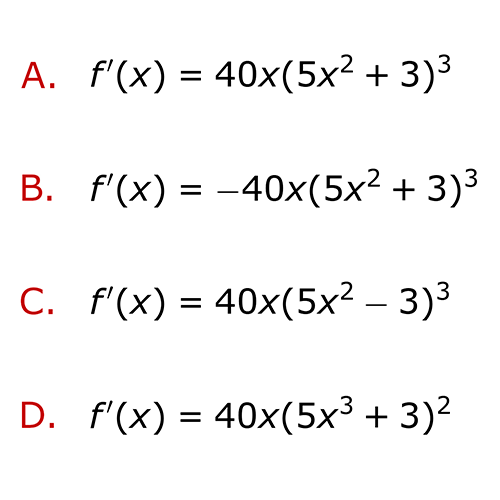 A. f′(x) = 40x(5x² + 3)³
B. f′(x) = −40x(5x² + 3)³
C. f′(x) = 40x(5x² − 3)³
D. f′(x) = 40x(5x³ + 3)²